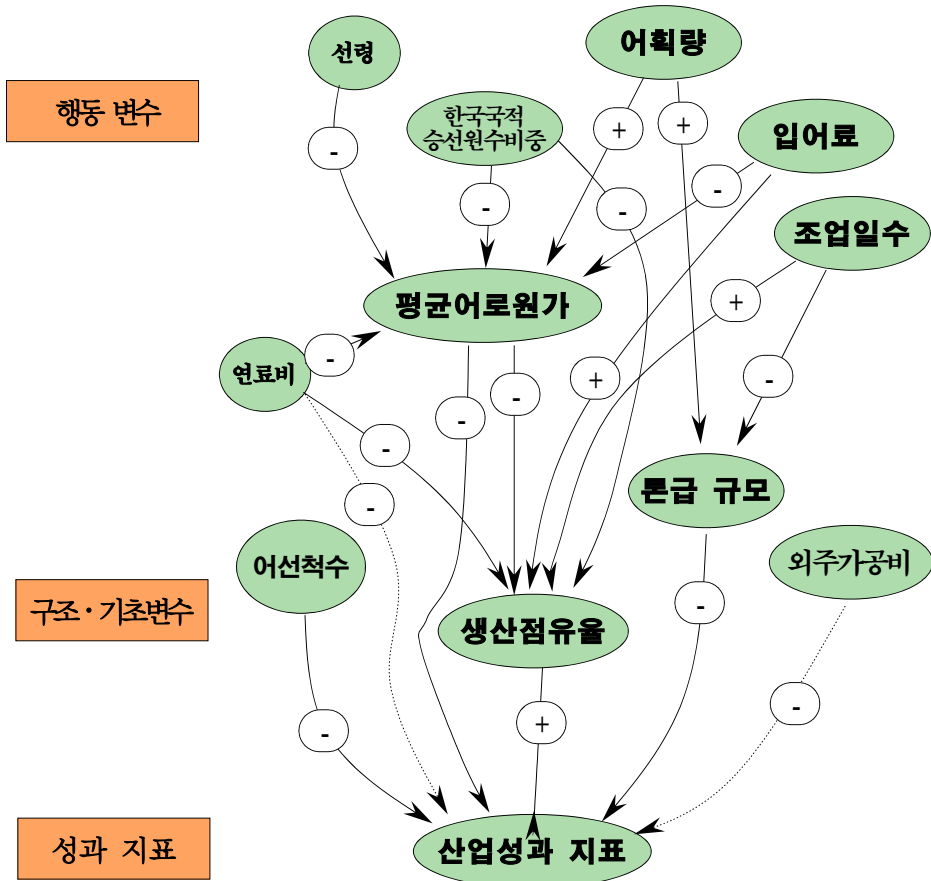 선령
어획량
행동 변수
한국국적
승선원수비중
입어료
-
+
+
-
-
-
조업일수
평균어로원가
+
연료비
-
-
+
-
-
-
톤급 규모
-
어선척수
외주가공비
구조·기초변수
생산점유율
-
-
-
+
성과 지표
산업성과 지표